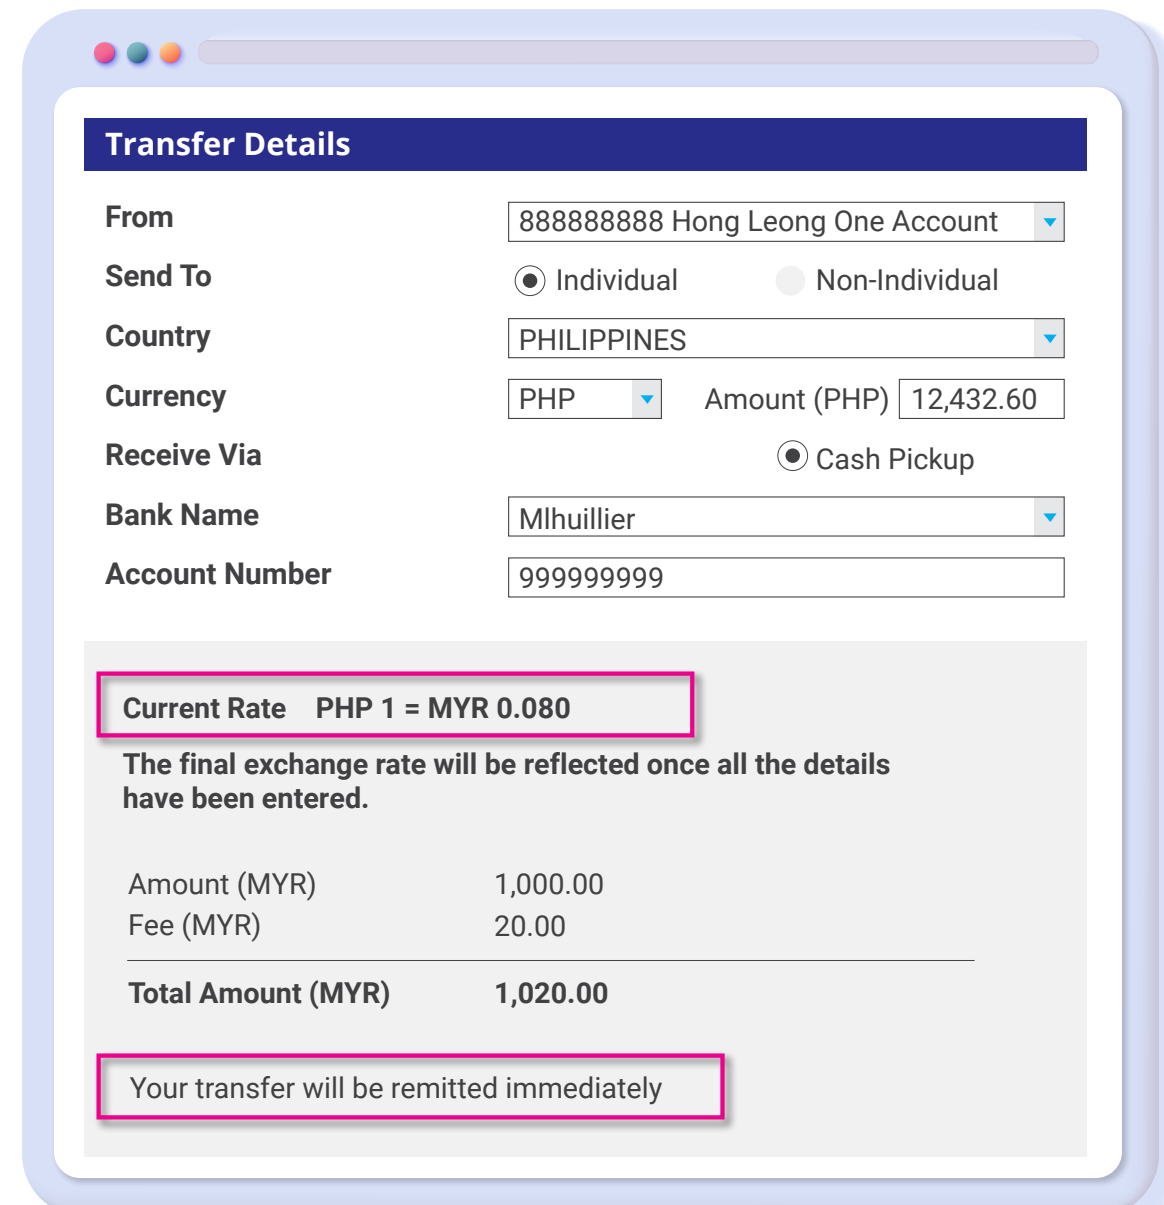 Transfer Details
From 888888888 Hong Leong One Account
Send To Individual Non-Individual
Country PHILIPPINES
Currency PHP Amount (PHP) 12,432.60
Receive Via Cash Pickup
Bank Name Mlhuillier
Account Number 999999999
Current Rate PHP 1 = MYR 0.080
The final exchange rate will be reflected once all the details
have been entered.
Amount (MYR) 1,000.00
Fee (MYR) 20.00
Total Amount (MYR) 1,020.00
Your transfer will be remitted immediately